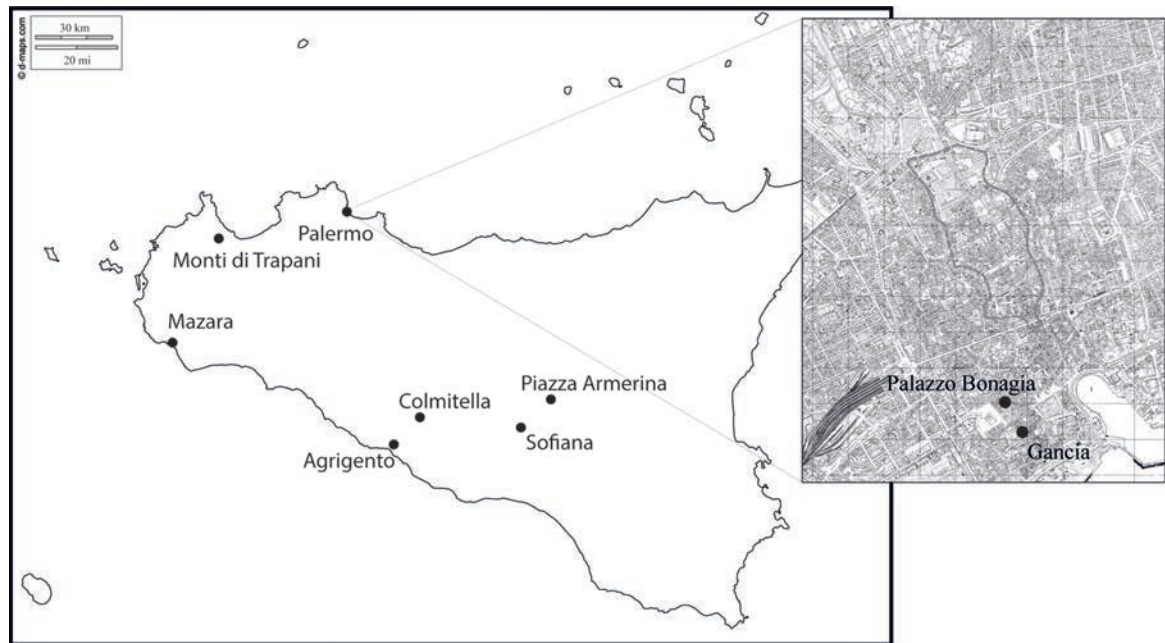 30 km
20 mi
© d-maps.com
Palermo
Monti di Trapani
Mazara
Piazza Armerina
Colmitella
Sofiana
Agrigento
Palazzo Bonagia
Gancia